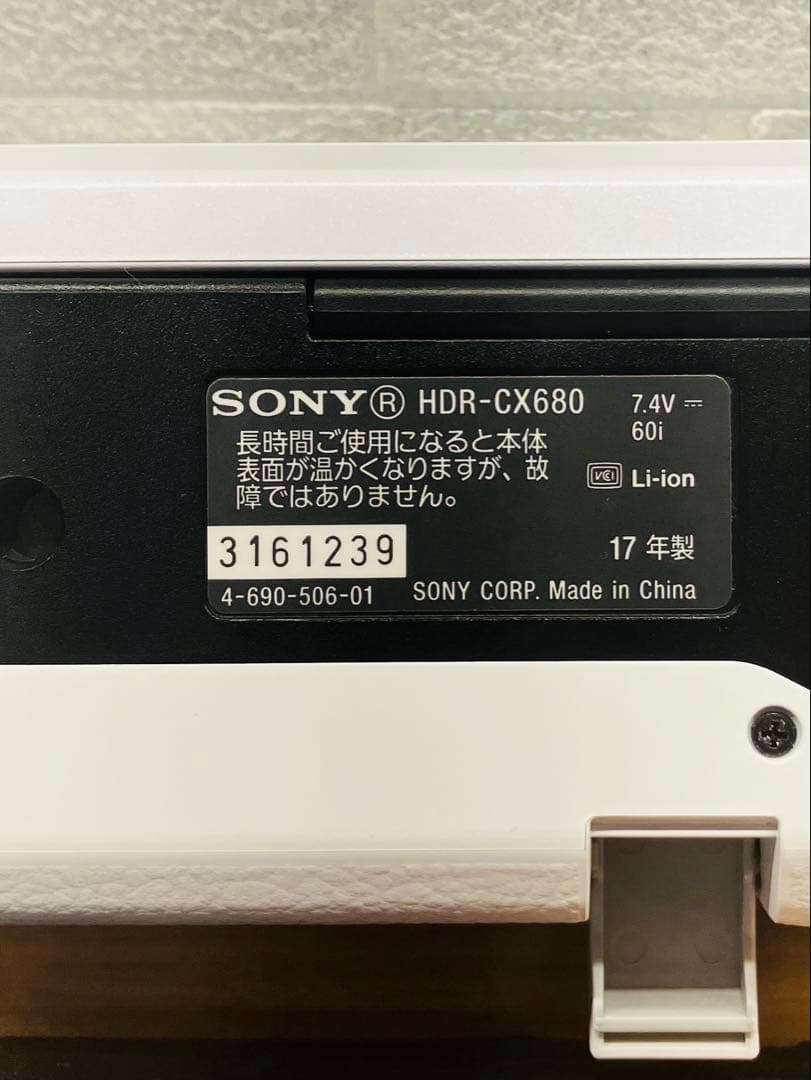 SONY® HDR-CX680 7.4V ⎓
60i
長時間ご使用になると本体
表面が温かくなりますが、故
障ではありません。
VCI Li-ion
3161239
17 年製
4-690-506-01 SONY CORP. Made in China